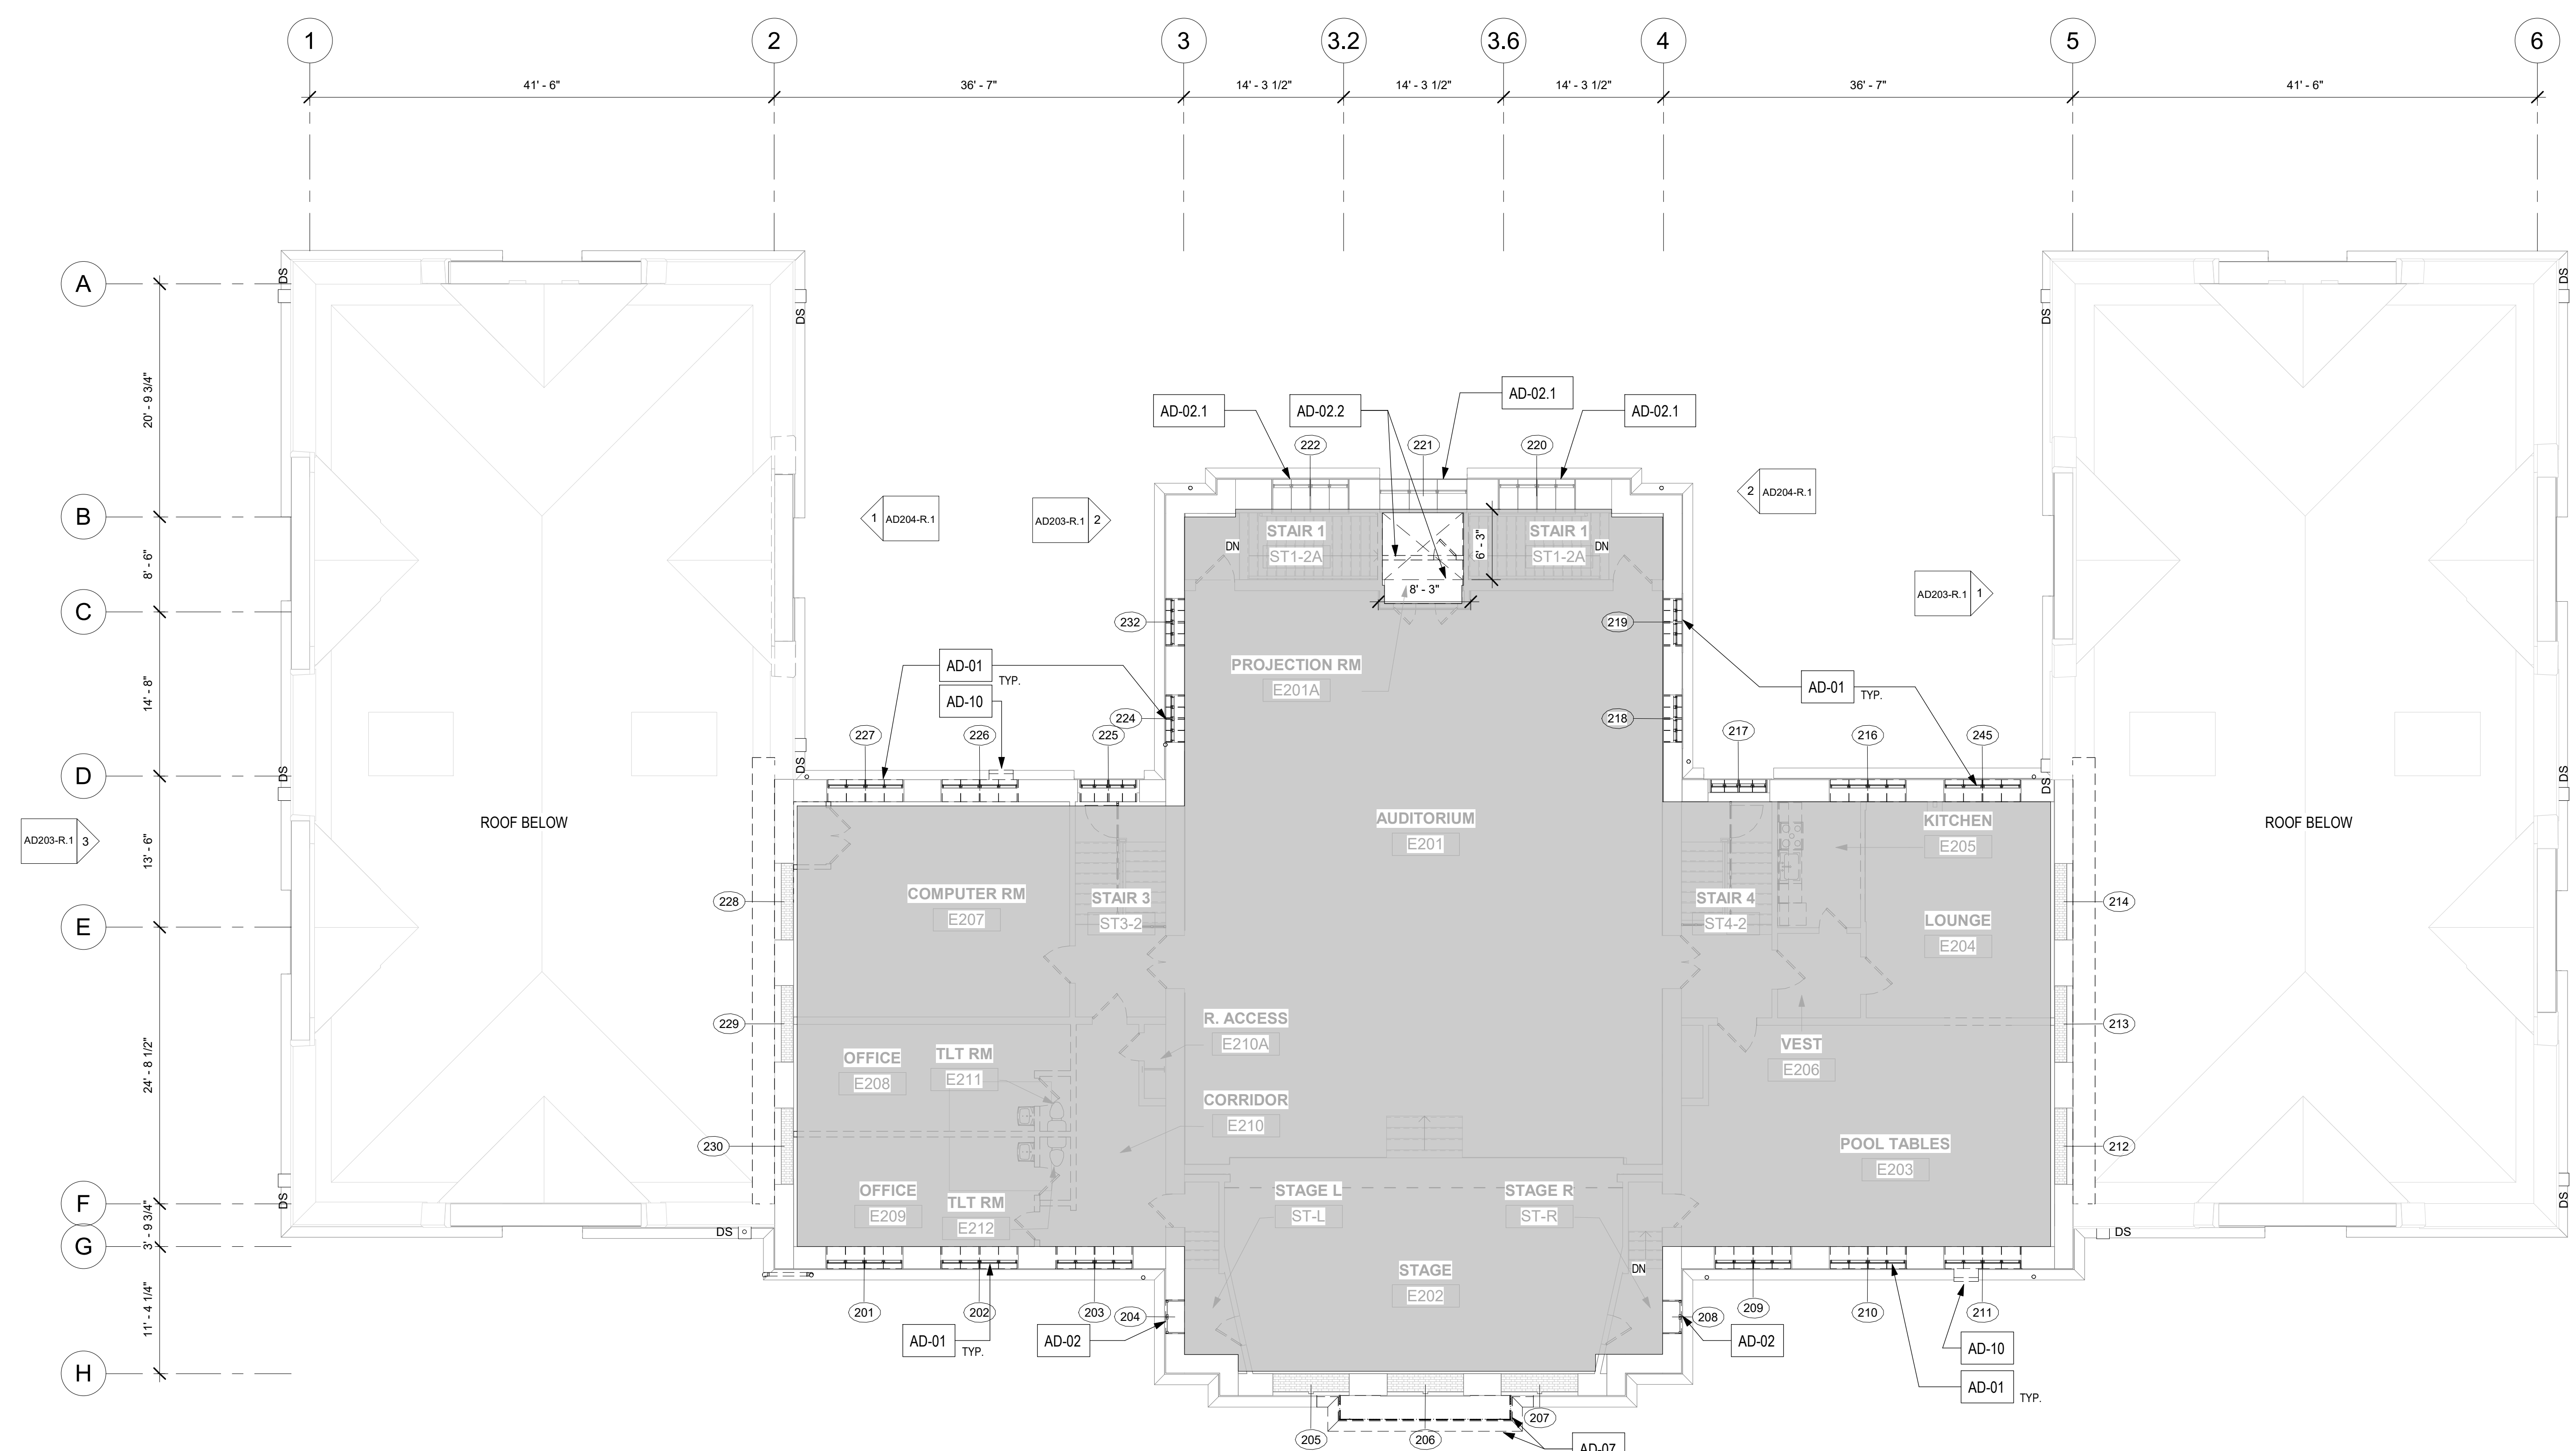 1 2 3 3.2 3.6 4 5 6
41' - 6" 36' - 7" 14' - 3 1/2" 14' - 3 1/2" 14' - 3 1/2" 36' - 7" 41' - 6"
A
DS DS DS DS
DS DS
20' - 9 3/4"
AD-02.1 AD-02.2 AD-02.1 AD-02.1
222 221 220
B
1 AD204-R.1
AD203-R.1 2
2 AD204-R.1
STAIR 1
ST1-2A
DN
6' - 3"
STAIR 1
ST1-2A
DN
8' - 6"
8' - 3"
AD203-R.1 1
C
232 219
PROJECTION RM
E201A
AD-01
TYP.
AD-10
AD-01
TYP.
14' - 8"
224 218
227 226 225 217 216 245
D
DS DS DS DS
AD203-R.1 3
ROOF BELOW
13' - 6"
AUDITORIUM
E201
KITCHEN
E205
ROOF BELOW
COMPUTER RM
E207
STAIR 3
ST3-2
STAIR 4
ST4-2
LOUNGE
E204
228 214
E
229 213
R. ACCESS
E210A
24' - 8 1/2"
OFFICE
E208
TLT RM
E211
VEST
E206
CORRIDOR
E210
230 212
POOL TABLES
E203
F
DS DS
3' - 9 3/4"
OFFICE
E209
TLT RM
E212
STAGE L
ST-L
STAGE R
ST-R
G
DS DS
STAGE
E202
DN
11' - 4 1/4"
201 202 203 204 208 209 210 211
AD-01
TYP.
AD-02
AD-02
AD-10
H
AD-01
TYP.
205 206 207
AD-07